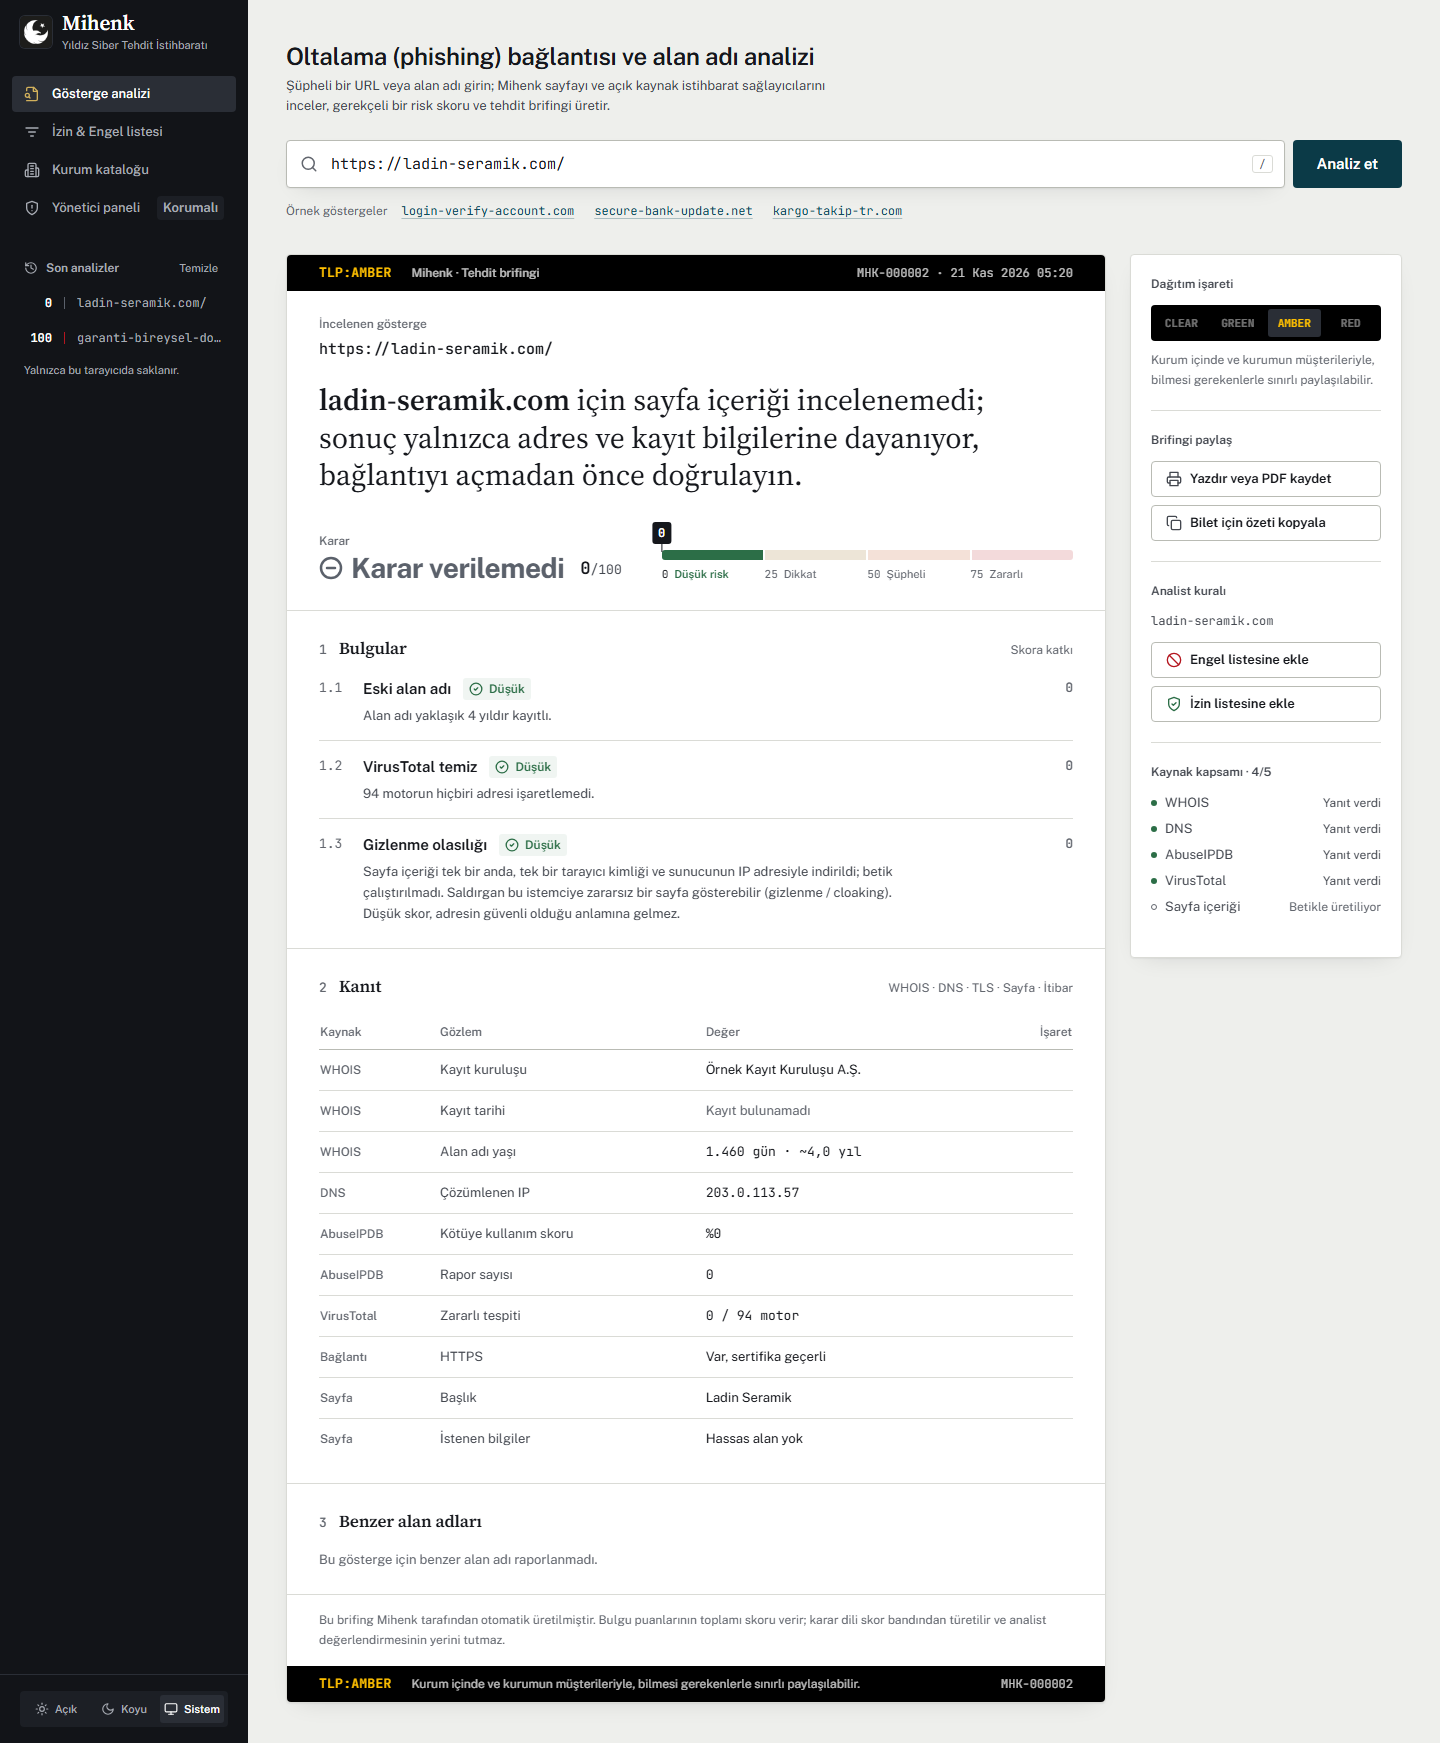 Mihenk
Yıldız Siber Tehdit İstihbaratı
Gösterge analizi
İzin & Engel listesi
Kurum kataloğu
Yönetici paneli Korumalı
Son analizler Temizle
0 ladin-seramik.com/
100 garanti-bireysel-do…
Yalnızca bu tarayıcıda saklanır.
Açık Koyu Sistem
Oltalama (phishing) bağlantısı ve alan adı analizi
Şüpheli bir URL veya alan adı girin; Mihenk sayfayı ve açık kaynak istihbarat sağlayıcılarını
inceler, gerekçeli bir risk skoru ve tehdit brifingi üretir.
https://ladin-seramik.com/ /
Analiz et
Örnek göstergeler login-verify-account.com secure-bank-update.net kargo-takip-tr.com
TLP:AMBER Mihenk · Tehdit brifingi MHK-000002 · 21 Kas 2026 05:20
İncelenen gösterge
https://ladin-seramik.com/
ladin-seramik.com için sayfa içeriği incelenemedi;
sonuç yalnızca adres ve kayıt bilgilerine dayanıyor,
bağlantıyı açmadan önce doğrulayın.
Karar
Karar verilemedi 0/100
0
0 Düşük risk 25 Dikkat 50 Şüpheli 75 Zararlı
1 Bulgular Skora katkı
1.1 Eski alan adı Düşük 0
Alan adı yaklaşık 4 yıldır kayıtlı.
1.2 VirusTotal temiz Düşük 0
94 motorun hiçbiri adresi işaretlemedi.
1.3 Gizlenme olasılığı Düşük 0
Sayfa içeriği tek bir anda, tek bir tarayıcı kimliği ve sunucunun IP adresiyle indirildi; betik
çalıştırılmadı. Saldırgan bu istemciye zararsız bir sayfa gösterebilir (gizlenme / cloaking).
Düşük skor, adresin güvenli olduğu anlamına gelmez.
2 Kanıt WHOIS · DNS · TLS · Sayfa · İtibar
Kaynak Gözlem Değer İşaret
WHOIS Kayıt kuruluşu Örnek Kayıt Kuruluşu A.Ş.
WHOIS Kayıt tarihi Kayıt bulunamadı
WHOIS Alan adı yaşı 1.460 gün · ~4,0 yıl
DNS Çözümlenen IP 203.0.113.57
AbuseIPDB Kötüye kullanım skoru %0
AbuseIPDB Rapor sayısı 0
VirusTotal Zararlı tespiti 0 / 94 motor
Bağlantı HTTPS Var, sertifika geçerli
Sayfa Başlık Ladin Seramik
Sayfa İstenen bilgiler Hassas alan yok
3 Benzer alan adları
Bu gösterge için benzer alan adı raporlanmadı.
Bu brifing Mihenk tarafından otomatik üretilmiştir. Bulgu puanlarının toplamı skoru verir; karar dili skor bandından türetilir ve analist
değerlendirmesinin yerini tutmaz.
TLP:AMBER Kurum içinde ve kurumun müşterileriyle, bilmesi gerekenlerle sınırlı paylaşılabilir. MHK-000002
Dağıtım işareti
CLEAR GREEN AMBER RED
Kurum içinde ve kurumun müşterileriyle,
bilmesi gerekenlerle sınırlı paylaşılabilir.
Brifingi paylaş
Yazdır veya PDF kaydet
Bilet için özeti kopyala
Analist kuralı
ladin-seramik.com
Engel listesine ekle
İzin listesine ekle
Kaynak kapsamı · 4/5
WHOIS Yanıt verdi
DNS Yanıt verdi
AbuseIPDB Yanıt verdi
VirusTotal Yanıt verdi
Sayfa içeriği Betikle üretiliyor